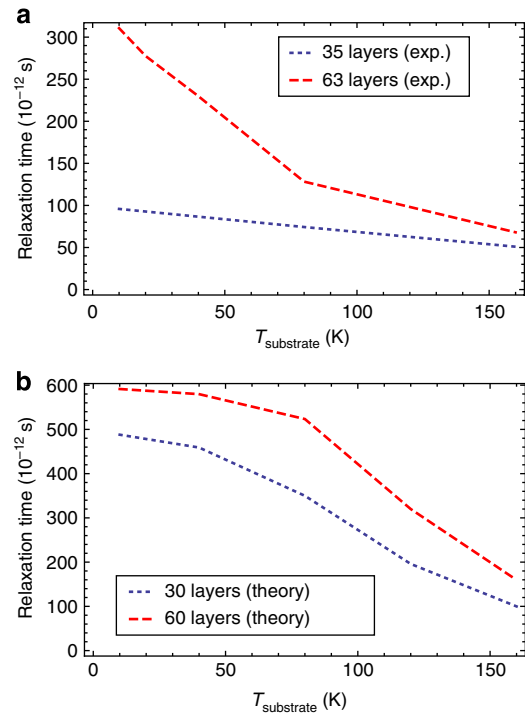 a
300
250
200
150
100
50
0
Relaxation time (10⁻¹² s)
35 layers (exp.)
63 layers (exp.)
0 50 100 150
T_substrate (K)
b
600
500
400
300
200
100
0
Relaxation time (10⁻¹² s)
30 layers (theory)
60 layers (theory)
0 50 100 150
T_substrate (K)